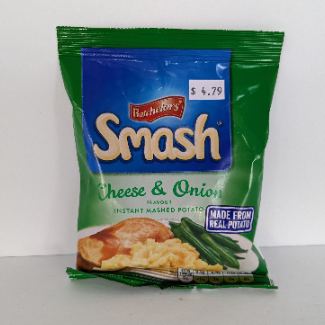 $ 4.79
Batchelors
Smash
Cheese & Onion
FLAVOUR
INSTANT MASHED POTATO
MADE FROM
REAL POTATO